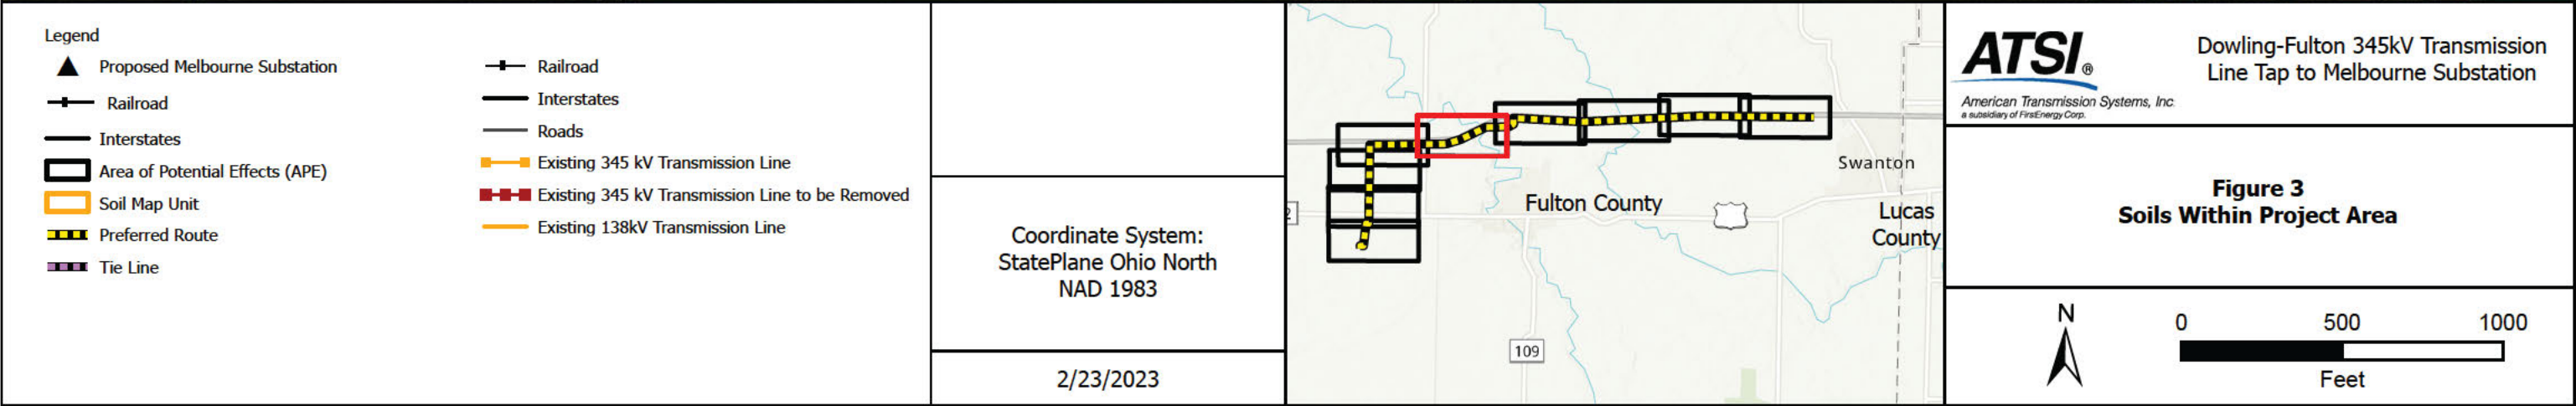 Legend
Proposed Melbourne Substation
Railroad
Interstates
Area of Potential Effects (APE)
Soil Map Unit
Preferred Route
Tie Line
Railroad
Interstates
Roads
Existing 345 kV Transmission Line
Existing 345 kV Transmission Line to be Removed
Existing 138kV Transmission Line
Coordinate System:
StatePlane Ohio North
NAD 1983
2/23/2023
Swanton
Fulton County
Lucas
County
2
109
ATSI®
American Transmission Systems, Inc.
a subsidiary of FirstEnergy Corp.
Dowling-Fulton 345kV Transmission
Line Tap to Melbourne Substation
Figure 3
Soils Within Project Area
N
0 500 1000
Feet